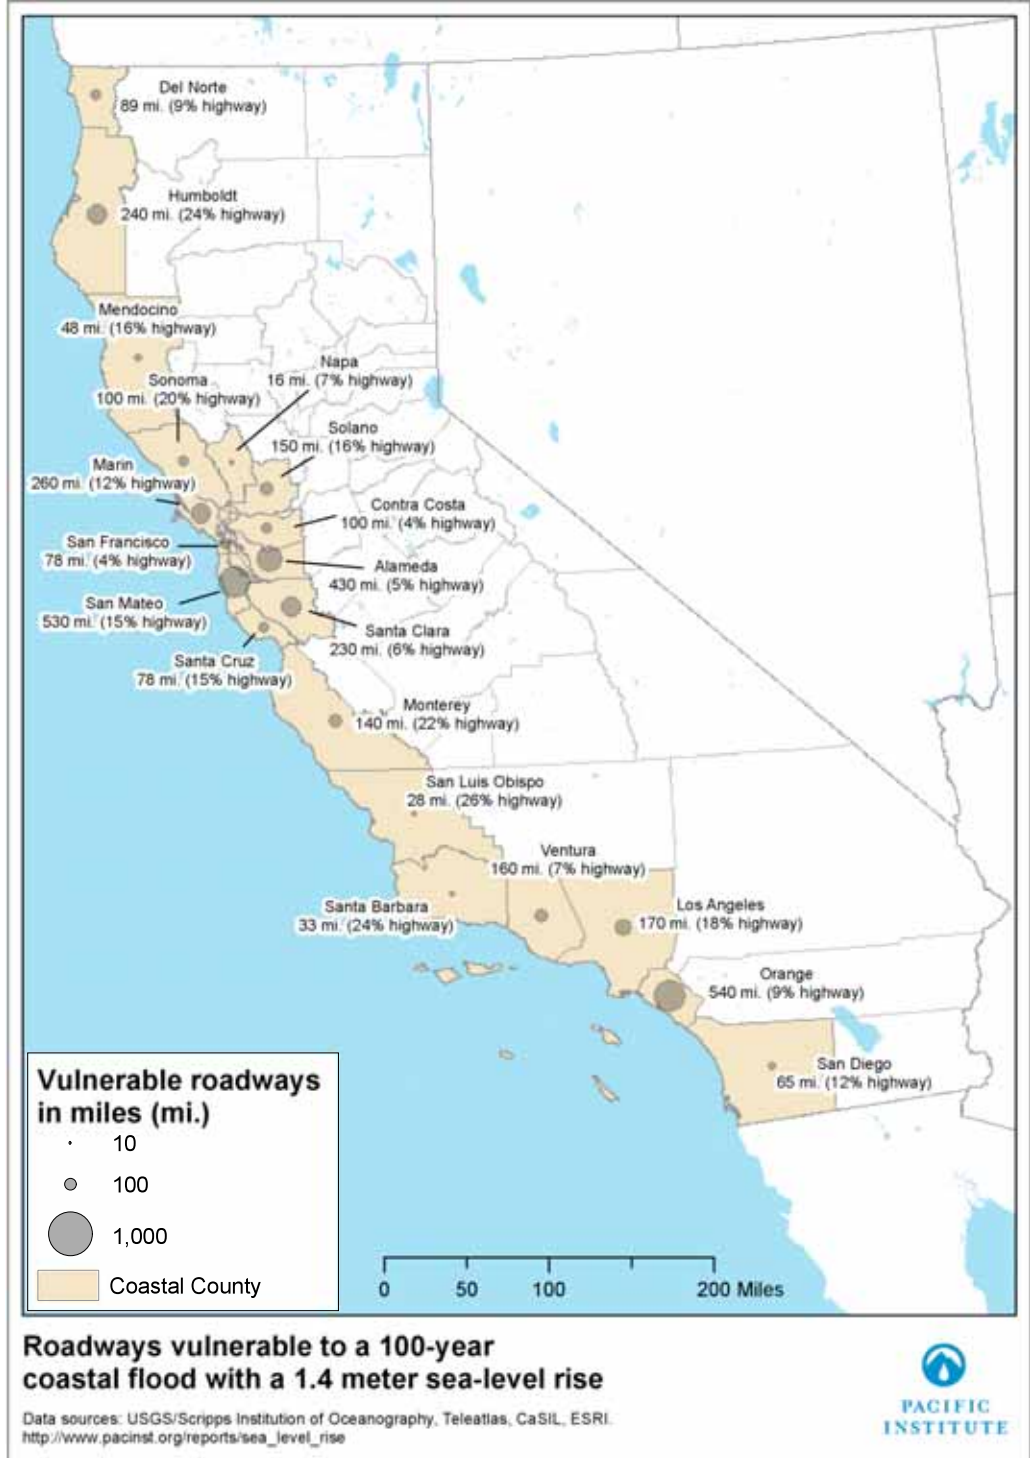 Del Norte
89 mi. (9% highway)
Humboldt
240 mi. (24% highway)
Mendocino
48 mi. (16% highway)
Napa
16 mi. (7% highway)
Sonoma
100 mi. (20% highway)
Solano
150 mi. (16% highway)
Marin
260 mi. (12% highway)
Contra Costa
100 mi. (4% highway)
San Francisco
78 mi. (4% highway)
Alameda
430 mi. (5% highway)
San Mateo
530 mi. (15% highway)
Santa Clara
230 mi. (6% highway)
Santa Cruz
78 mi. (15% highway)
Monterey
140 mi. (22% highway)
San Luis Obispo
28 mi. (26% highway)
Ventura
160 mi. (7% highway)
Santa Barbara
33 mi. (24% highway)
Los Angeles
170 mi. (18% highway)
Orange
540 mi. (9% highway)
San Diego
65 mi. (12% highway)
Vulnerable roadways
in miles (mi.)
10
100
1,000
Coastal County
0 50 100 200 Miles
Roadways vulnerable to a 100-year
coastal flood with a 1.4 meter sea-level rise
Data sources: USGS/Scripps Institution of Oceanography, Teleatlas, CaSIL, ESRI.
http://www.pacinst.org/reports/sea_level_rise
PACIFIC
INSTITUTE